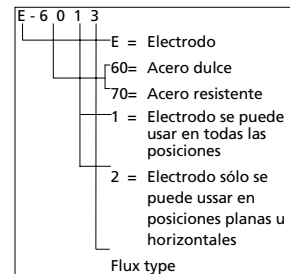 E - 6 0 1 3
E = Electrodo
60= Acero dulce
70= Acero resistente
1 = Electrodo se puede
usar en todas las
posiciones
2 = Electrodo sólo se
puede ussar en
posiciones planas u
horizontales
Flux type